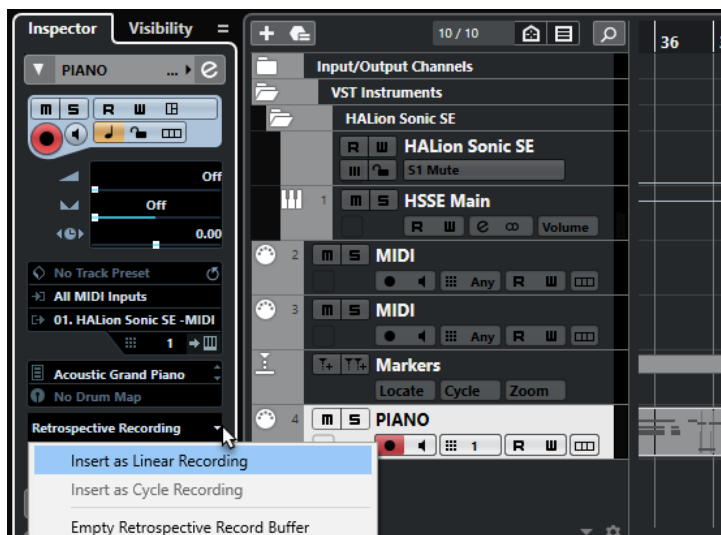 Inspector Visibility
PIANO ...
m S R W
Off
Off
0.00
No Track Preset
All MIDI Inputs
01. HALion Sonic SE -MIDI
1
Acoustic Grand Piano
No Drum Map
Retrospective Recording
Insert as Linear Recording
Insert as Cycle Recording
Empty Retrospective Record Buffer
10 / 10
Input/Output Channels
VST Instruments
HALion Sonic SE
R W HALion Sonic SE
S1 Mute
1 m S HSSE Main
R W e Volume
2 m S MIDI
Any R W
3 m S MIDI
Any R W
Markers
Locate Cycle Zoom
4 m S PIANO
1 R W
36